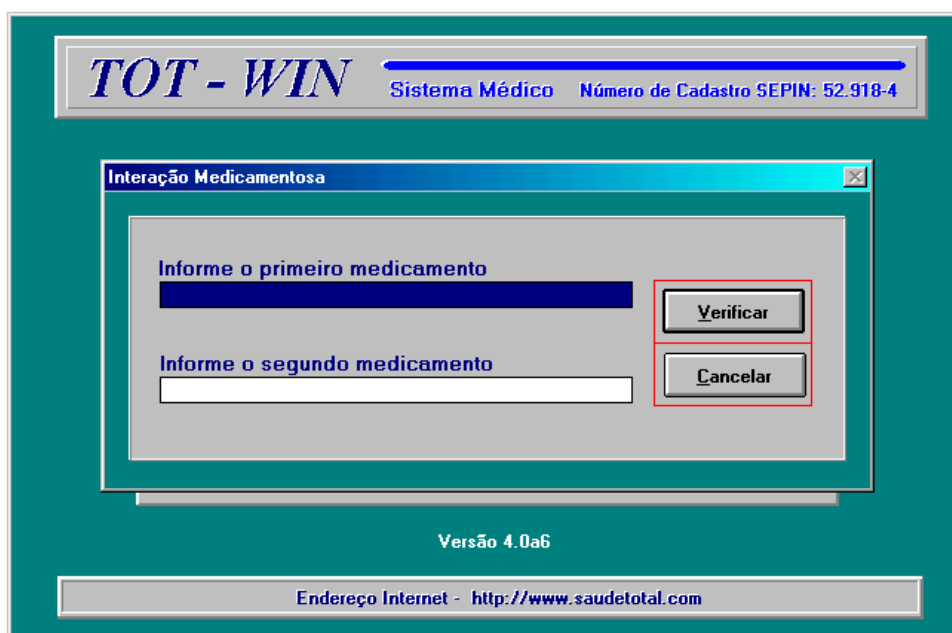 TOT - WIN
Sistema Médico Número de Cadastro SEPIN: 52.918-4
Interação Medicamentosa
Informe o primeiro medicamento
Verificar
Informe o segundo medicamento
Cancelar
Versão 4.0a6
Endereço Internet - http://www.saudetotal.com